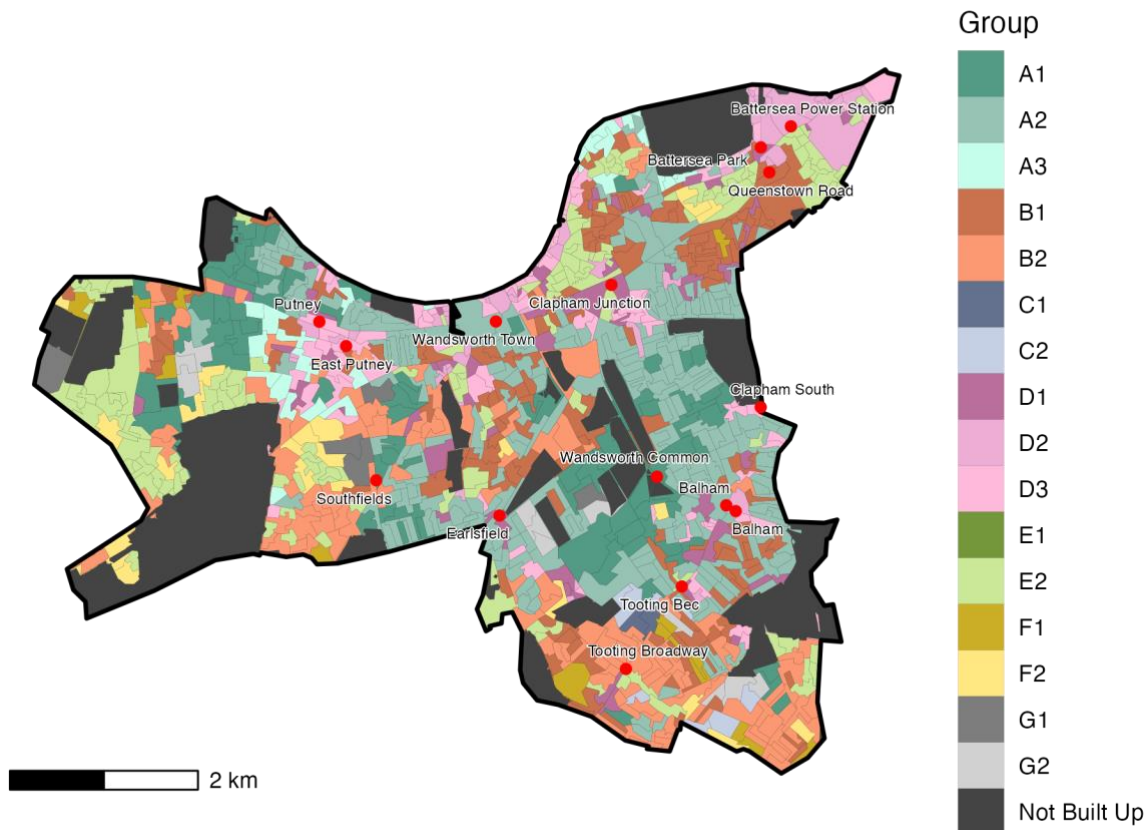 Group
A1
A2
A3
B1
B2
C1
C2
D1
D2
D3
E1
E2
F1
F2
G1
G2
Not Built Up
Battersea Power Station
Battersea Park
Queenstown Road
Putney
Clapham Junction
Wandsworth Town
East Putney
Clapham South
Wandsworth Common
Southfields
Balham
Earlsfield
Balham
Tooting Bec
Tooting Broadway
2 km